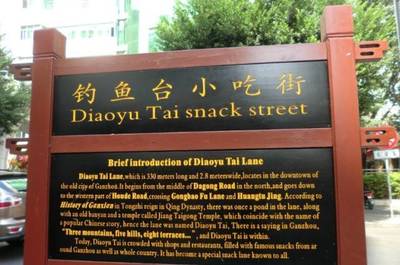 钓鱼台小吃街
Diaoyu Tai snack street
Brief introduction of Diaoyu Tai Lane
Diaoyu Tai Lane, which is 330 meters long and 2.8 meterswide, locates in the downtown of
the old city of Ganzhou. It begins from the middle of Dagong Road in the north, and goes down
to the western part of Houde Road, crossing Gongbao Fu Lane and Huangtu Jing. According to
History of Ganxian in Tongzhi reign in Qing Dynasty, there was once a pond in the lane, along
with an old banyan and a temple called Jiang Taigong Temple, which coincide with the name of
a popular Chinese story, hence the lane was named Diaoyu Tai, There is a saying in Ganzhou,
"Three mountains, five hills, eight terraces...", and Diaoyu Tai is within.
Today, Diaoyu Tai is crowded with shops and restaurants, filled with famous snacks from ar
ound Ganzhou as well as whole country. It has become a special snack lane known to all.